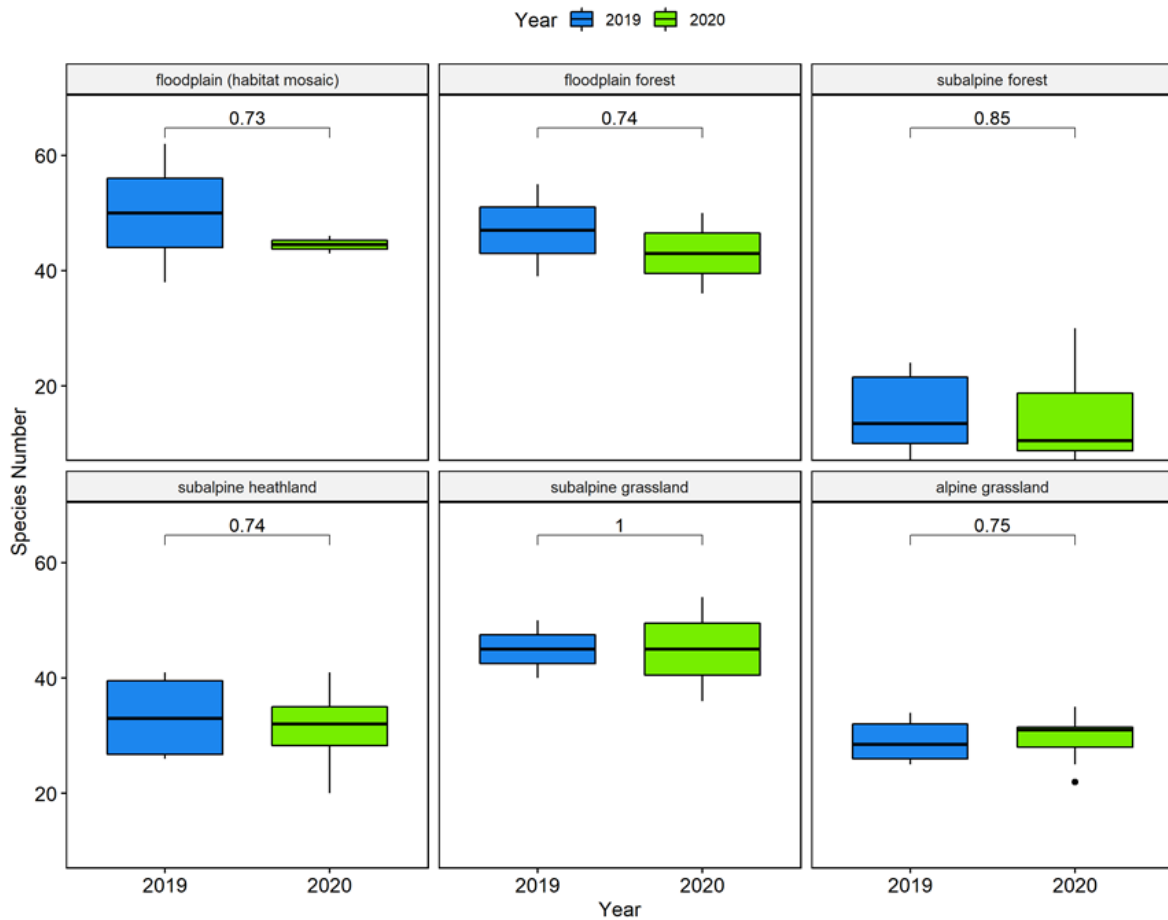 Year 2019 2020
floodplain (habitat mosaic) floodplain forest subalpine forest
0.73 0.74 0.85
60
40
20
Species Number
subalpine heathland subalpine grassland alpine grassland
0.74 1 0.75
60
40
20
2019 2020 2019 2020 2019 2020
Year